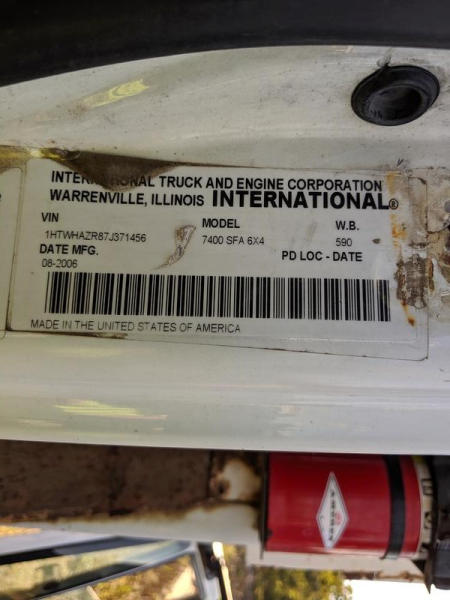 INTERNATIONAL TRUCK AND ENGINE CORPORATION
WARRENVILLE, ILLINOIS INTERNATIONAL®
VIN MODEL W.B.
1HTWHAZR87J371456 7400 SFA 6X4 590
DATE MFG. PD LOC - DATE
08-2006
MADE IN THE UNITED STATES OF AMERICA